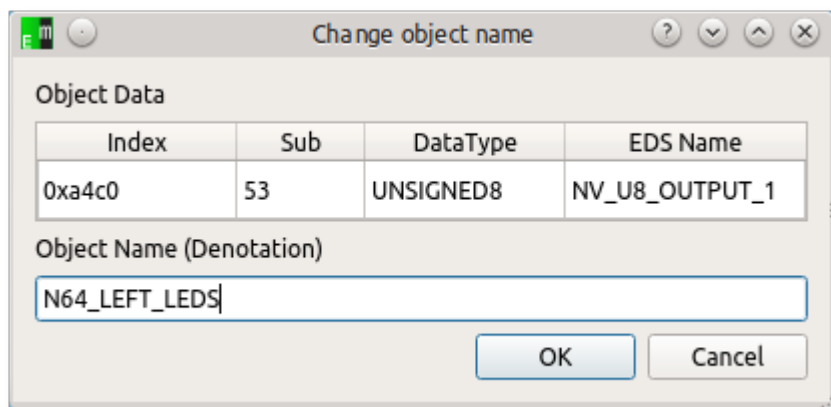 E m Change object name
Object Data
Index Sub DataType EDS Name
0xa4c0 53 UNSIGNED8 NV_U8_OUTPUT_1
Object Name (Denotation)
N64_LEFT_LEDS
OK Cancel